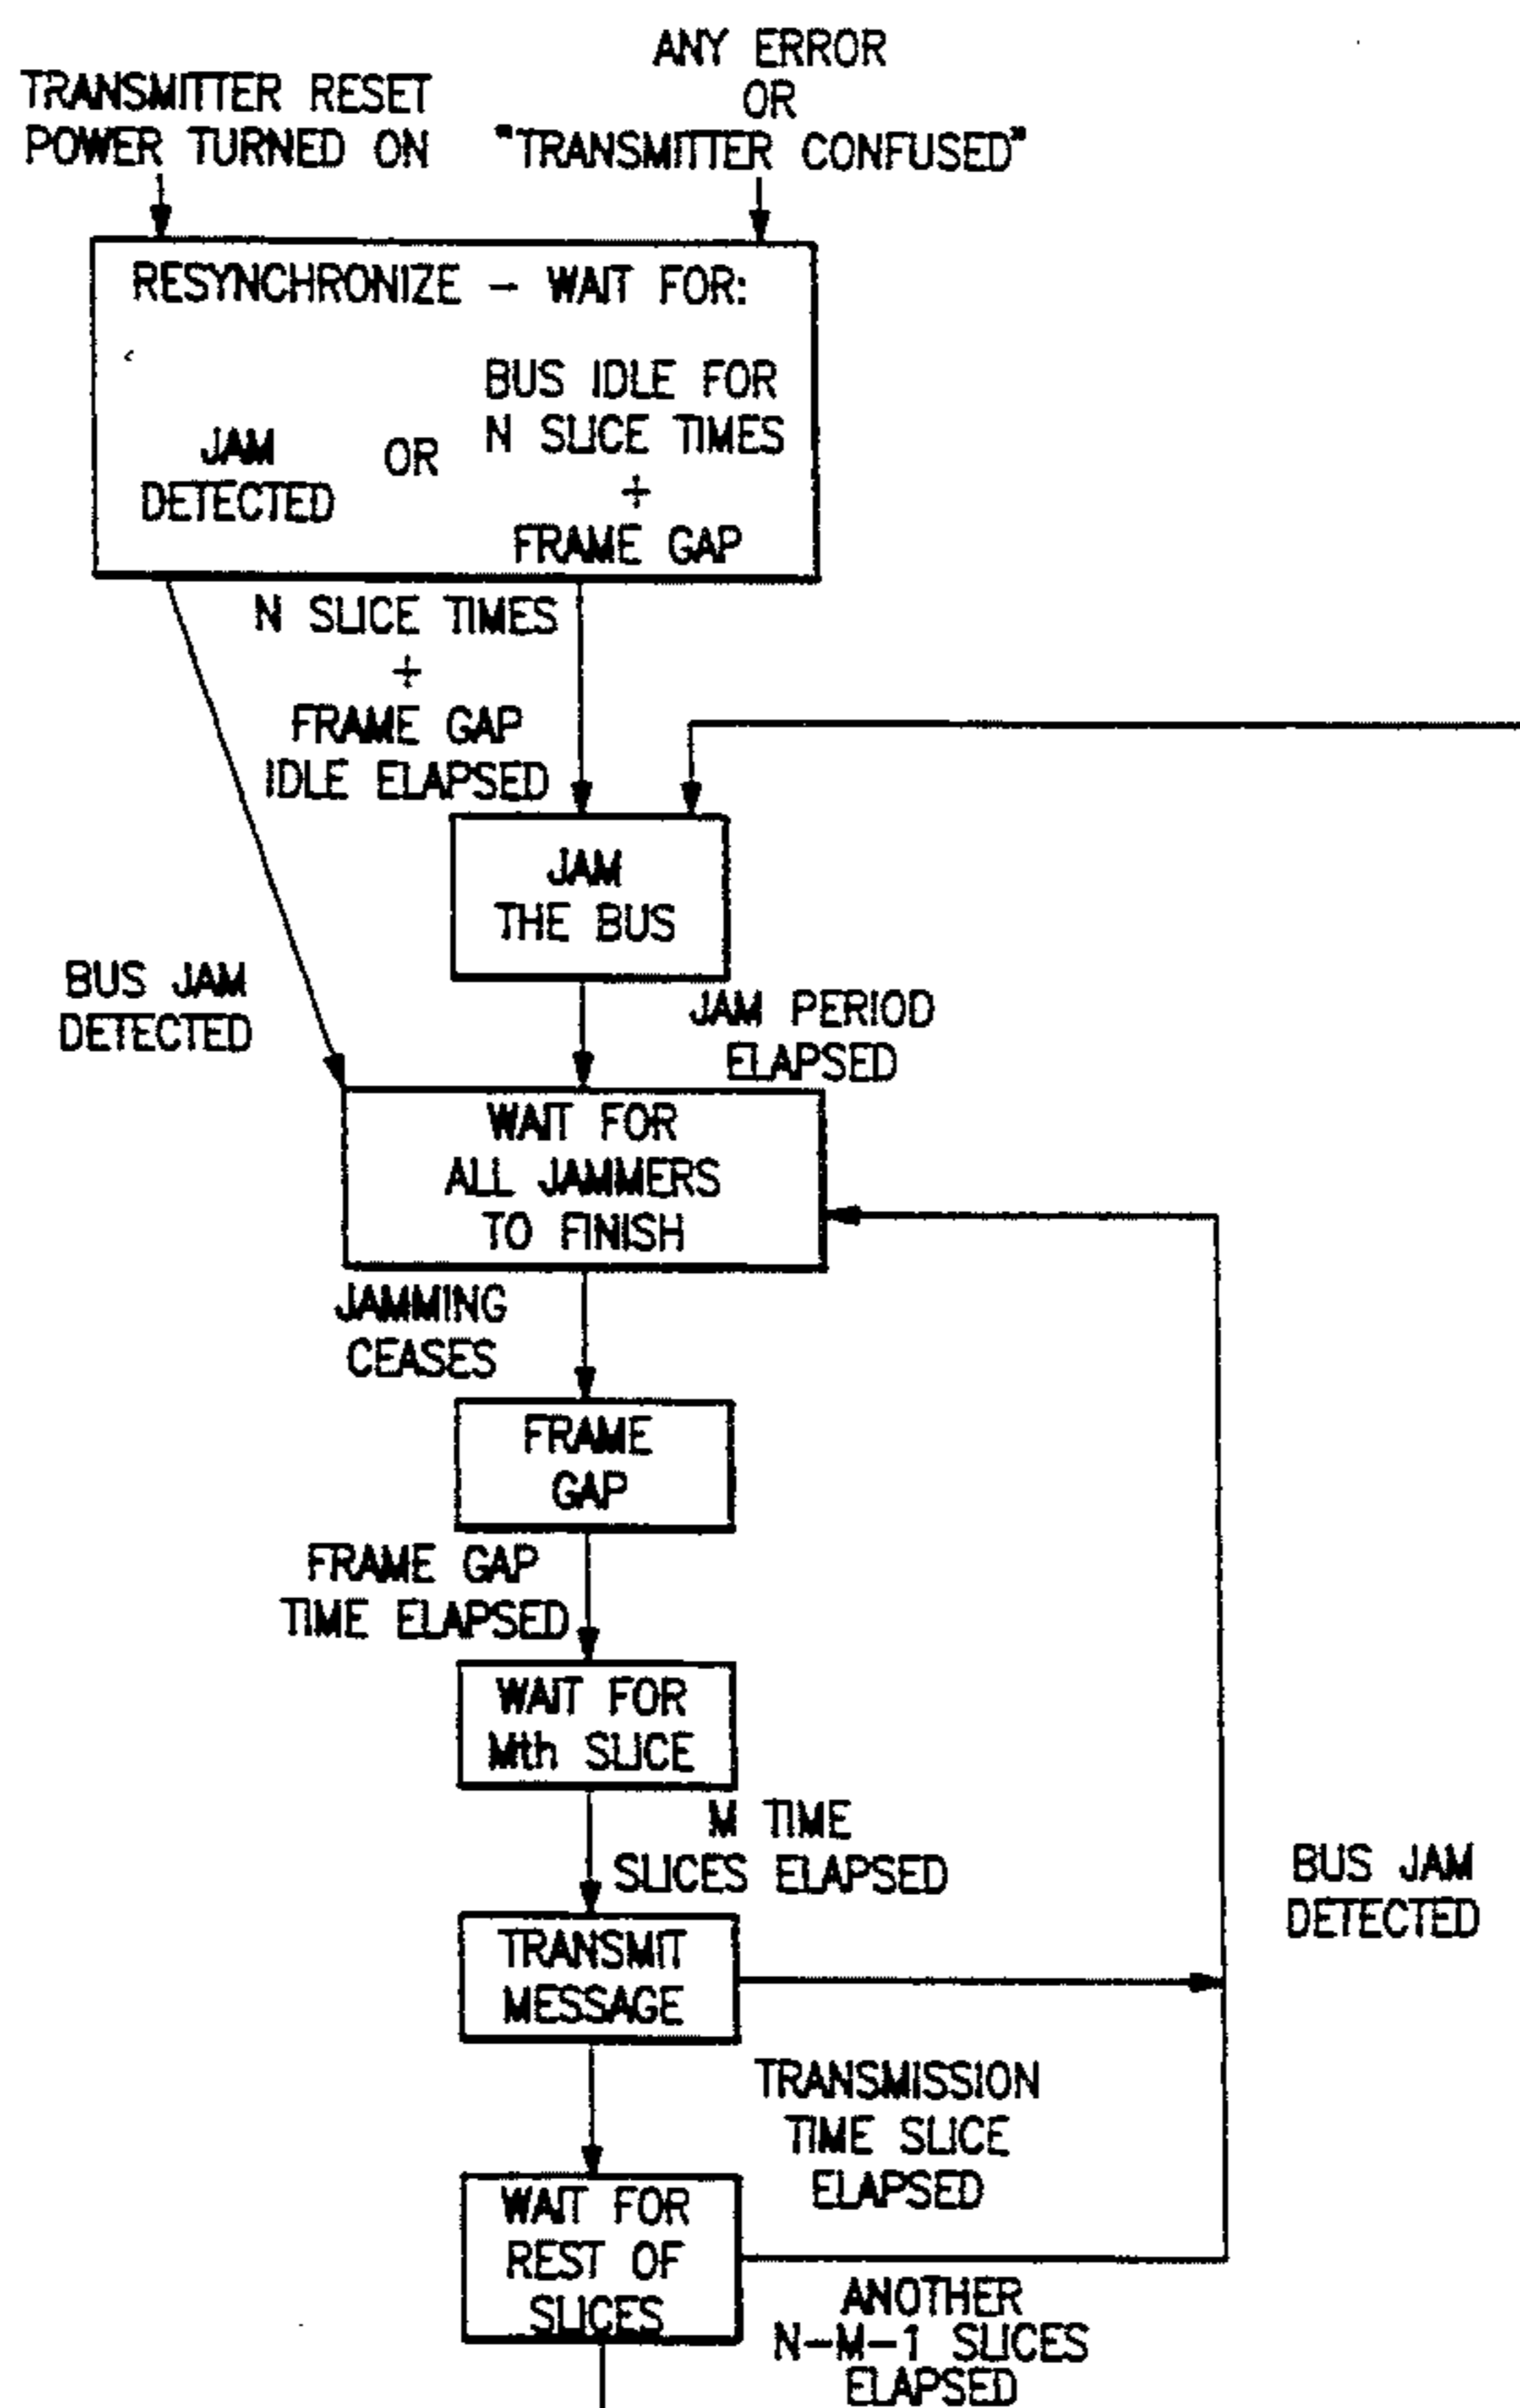 TRANSMITTER RESET
POWER TURNED ON
ANY ERROR
OR
"TRANSMITTER CONFUSED"
RESYNCHRONIZE - WAIT FOR:
JAM
DETECTED
OR
BUS IDLE FOR
N SLICE TIMES
+
FRAME GAP
N SLICE TIMES
+
FRAME GAP
IDLE ELAPSED
JAM
THE BUS
BUS JAM
DETECTED
JAM PERIOD
ELAPSED
WAIT FOR
ALL JAMMERS
TO FINISH
JAMMING
CEASES
FRAME
GAP
FRAME GAP
TIME ELAPSED
WAIT FOR
Mth SLICE
M TIME
SLICES ELAPSED
BUS JAM
DETECTED
TRANSMIT
MESSAGE
TRANSMISSION
TIME SLICE
ELAPSED
WAIT FOR
REST OF
SLICES
ANOTHER
N-M-1 SLICES
ELAPSED